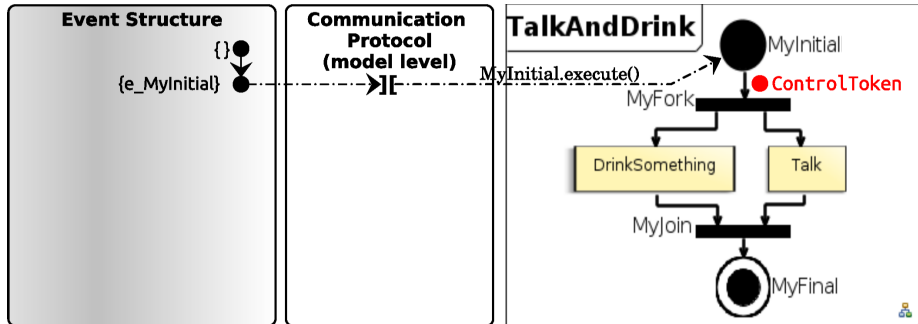 Event Structure
{}
{e_MyInitial}
Communication
Protocol
(model level)
MyInitial.execute()
TalkAndDrink
MyInitial
ControlToken
MyFork
DrinkSomething
Talk
MyJoin
MyFinal